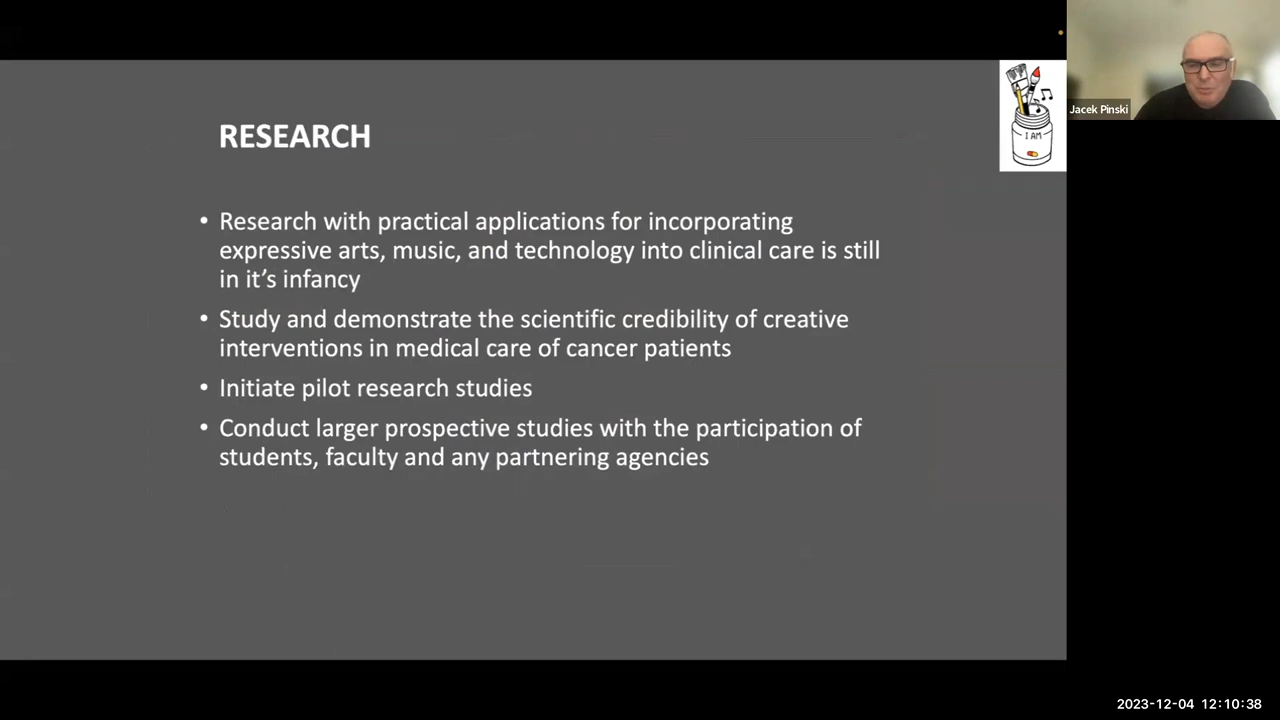 RESEARCH
• Research with practical applications for incorporating
expressive arts, music, and technology into clinical care is still
in it’s infancy
• Study and demonstrate the scientific credibility of creative
interventions in medical care of cancer patients
• Initiate pilot research studies
• Conduct larger prospective studies with the participation of
students, faculty and any partnering agencies
I AM
Jacek Pinski
2023-12-04 12:10:38